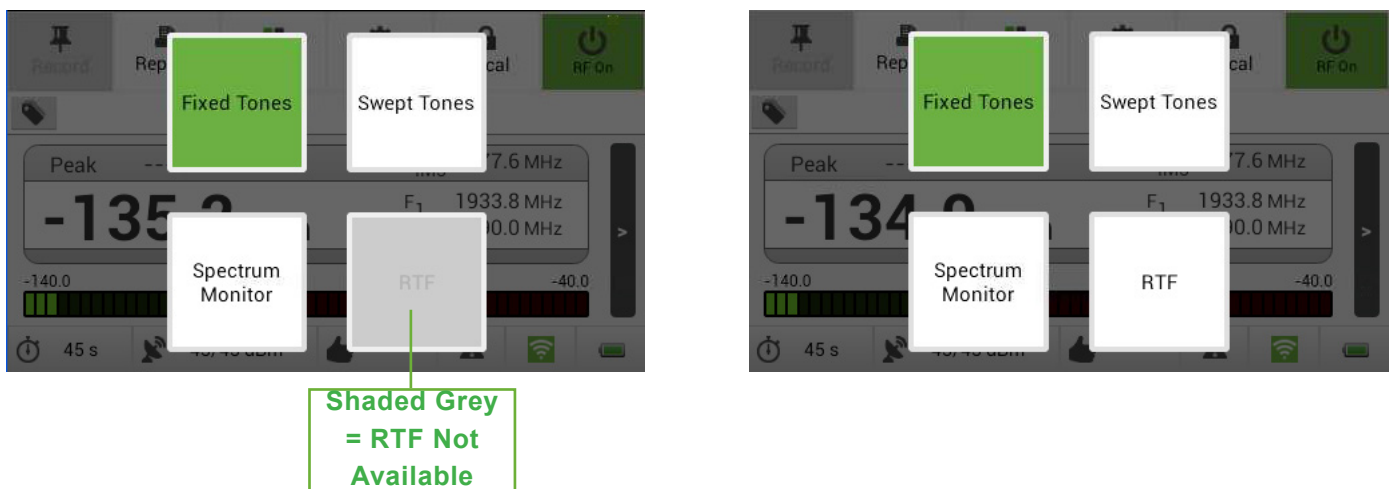 Record
Rep
cal
RF On
Fixed Tones
Swept Tones
Peak
7.6 MHz
-135
F1 1933.8 MHz
0.0 MHz
>
Spectrum
Monitor
RTF
-140.0
-40.0
45 s
Shaded Grey
= RTF Not
Available
Record
Rep
cal
RF On
Fixed Tones
Swept Tones
Peak
77.6 MHz
-134
F1 1933.8 MHz
0.0 MHz
>
Spectrum
Monitor
RTF
-140.0
-40.0
45 s